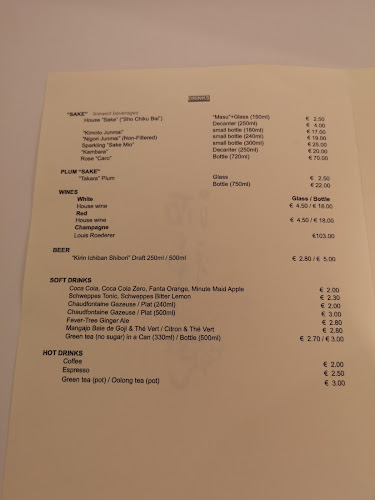 DRINKS
"SAKE" brewed beverages
House "Sake" ("Sho Chiku Bai") "Masu"+Glass (150ml) € 2.50
Decanter (250ml) € 4.00
"Kimoto Junmai" small bottle (180ml) € 17.00
"Nigori Junmai" (Non-Filtered) small bottle (240ml) € 19.00
Sparkling "Sake Mio" small bottle (300ml) € 25.00
"Kambara" Decanter (250ml) € 20.00
Rose "Caro" Bottle (720ml) € 70.00
PLUM "SAKE"
"Takara" Plum Glass € 2.50
Bottle (750ml) € 22.00
WINES
White Glass / Bottle
House wine € 4.50 / € 18.00
Red
House wine € 4.50 / € 18.00
Champagne
Louis Roederer €103.00
BEER
"Kirin Ichiban Shibori" Draft 250ml / 500ml € 2.80 / € 5.00
SOFT DRINKS
Coca Cola, Coca Cola Zero, Fanta Orange, Minute Maid Apple € 2.00
Schweppes Tonic, Schweppes Bitter Lemon € 2.30
Chaudfontaine Gazeuse / Plat (240ml) € 2.00
Chaudfontaine Gazeuse / Plat (500ml) € 3.00
Fever-Tree Ginger Ale € 2.80
Mangajo Baie de Goji & Thé Vert / Citron & Thé Vert € 2.80
Green tea (no sugar) in a Can (330ml) / Bottle (500ml) € 2.70 / € 3.00
HOT DRINKS
Coffee € 2.00
Espresso € 2.50
Green tea (pot) / Oolong tea (pot) € 3.00